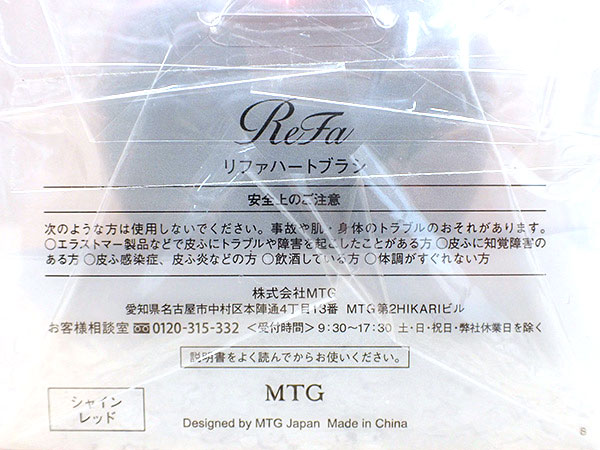 ReFa
リファハートブラシ
安全上のご注意
次のような方は使用しないでください。事故や肌・身体のトラブルのおそれがあります。
○エラストマー製品などで皮ふにトラブルや障害を起こしたことがある方 ○皮ふに知覚障害の
ある方 ○皮ふ感染症、皮ふ炎などの方 ○飲酒している方 ○体調がすぐれない方
株式会社MTG
愛知県名古屋市中村区本陣通4丁目13番 MTG第2HIKARIビル
お客様相談室 0120-315-332 <受付時間>9:30~17:30 土・日・祝日・弊社休業日を除く
説明書をよく読んでからお使いください。
MTG
シャイン
レッド
Designed by MTG Japan Made in China